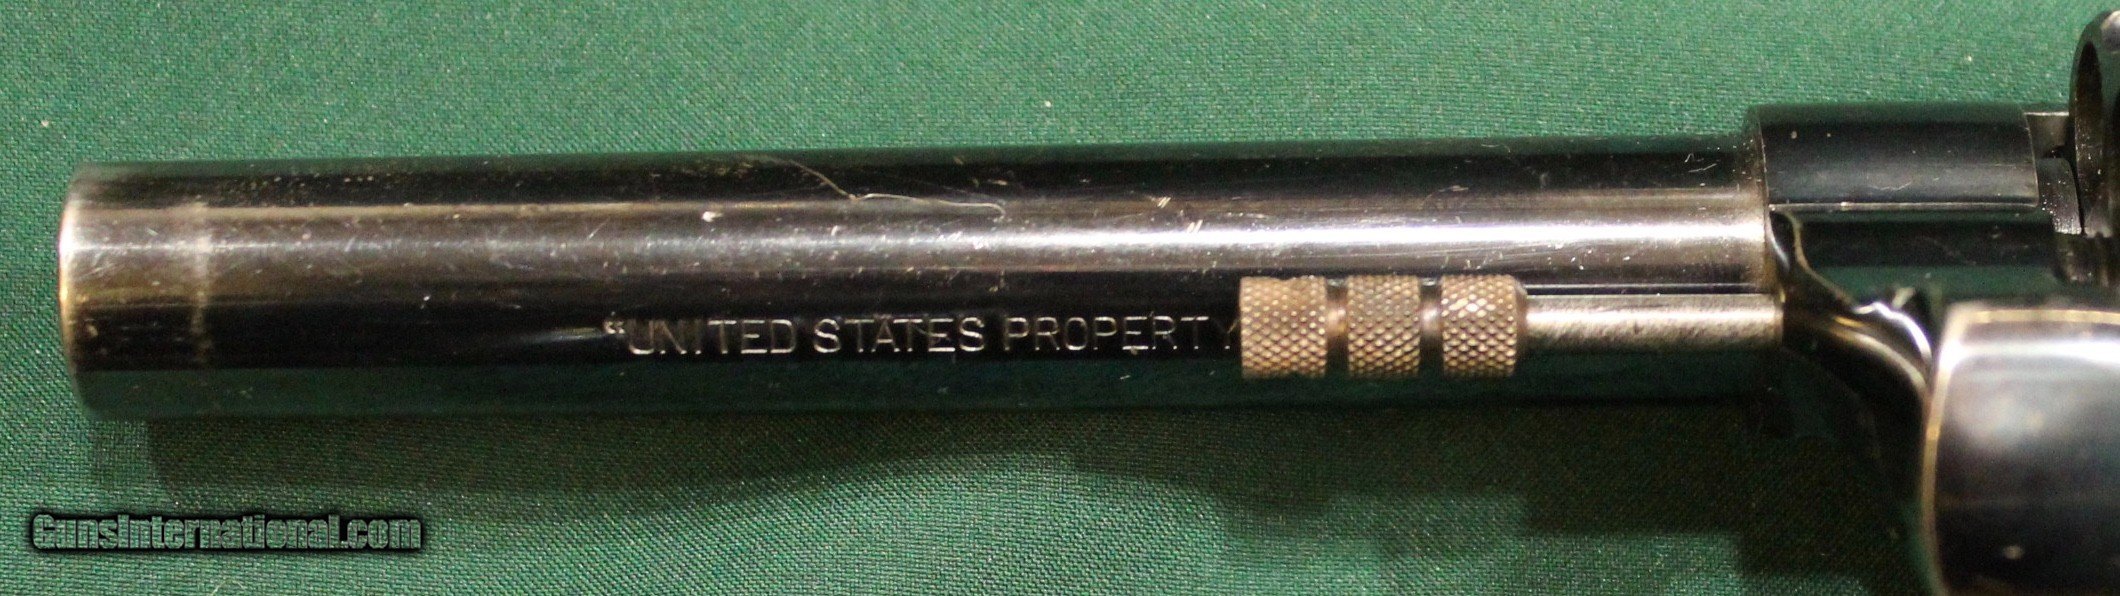 "UNITED STATES PROPERTY
GunsInternational.com